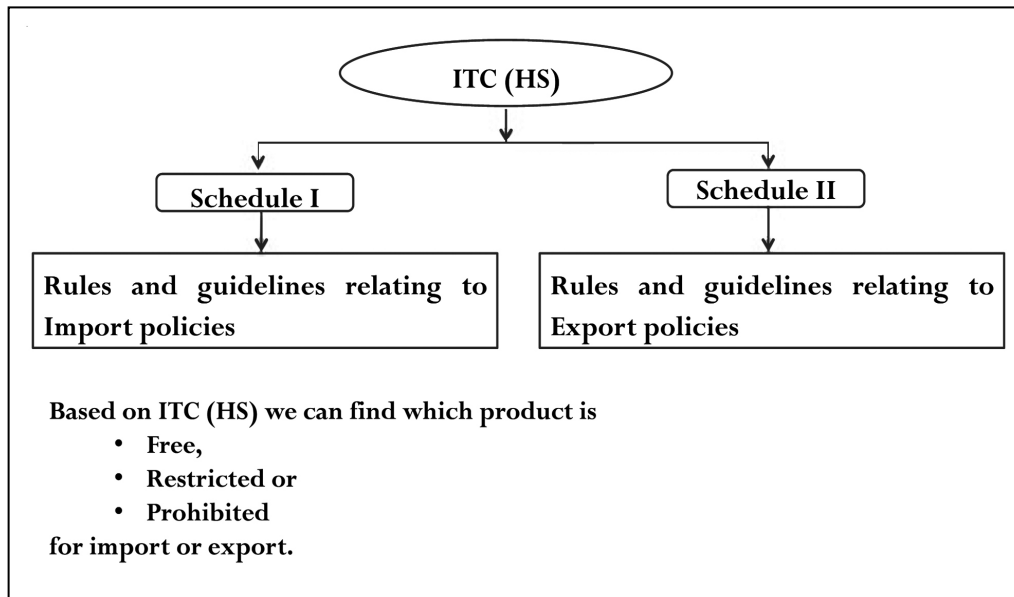 ITC (HS)
Schedule I
Schedule II
Rules and guidelines relating to
Import policies
Rules and guidelines relating to
Export policies
Based on ITC (HS) we can find which product is
• Free,
• Restricted or
• Prohibited
for import or export.